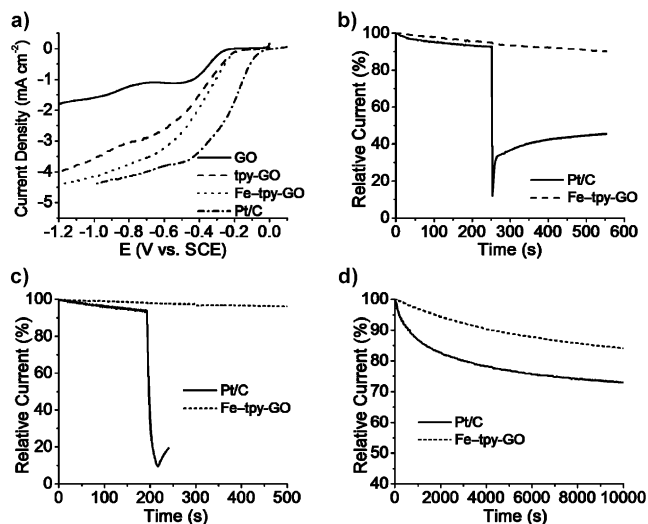 a)
Current Density (mA cm⁻²)
0
-1
-2
-3
-4
-5
-1.2 -1.0 -0.8 -0.6 -0.4 -0.2 0.0
E (V vs. SCE)
GO
tpy-GO
Fe–tpy-GO
Pt/C
b)
Relative Current (%)
100
80
60
40
20
0
0 100 200 300 400 500 600
Time (s)
Pt/C
Fe–tpy-GO
c)
Relative Current (%)
100
80
60
40
20
0
0 100 200 300 400 500
Time (s)
Pt/C
Fe–tpy-GO
d)
Relative Current (%)
100
90
80
70
60
50
40
0 2000 4000 6000 8000 10000
Time (s)
Pt/C
Fe–tpy-GO